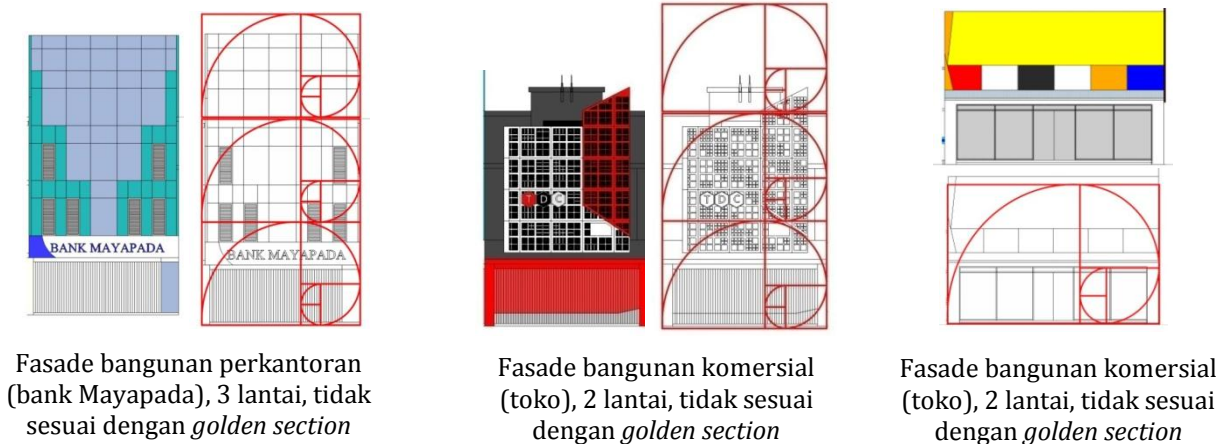 BANK MAYAPADA
BANK MAYAPADA
TDC
TDC
Fasade bangunan perkantoran
(bank Mayapada), 3 lantai, tidak
sesuai dengan golden section
Fasade bangunan komersial
(toko), 2 lantai, tidak sesuai
dengan golden section
Fasade bangunan komersial
(toko), 2 lantai, tidak sesuai
dengan golden section